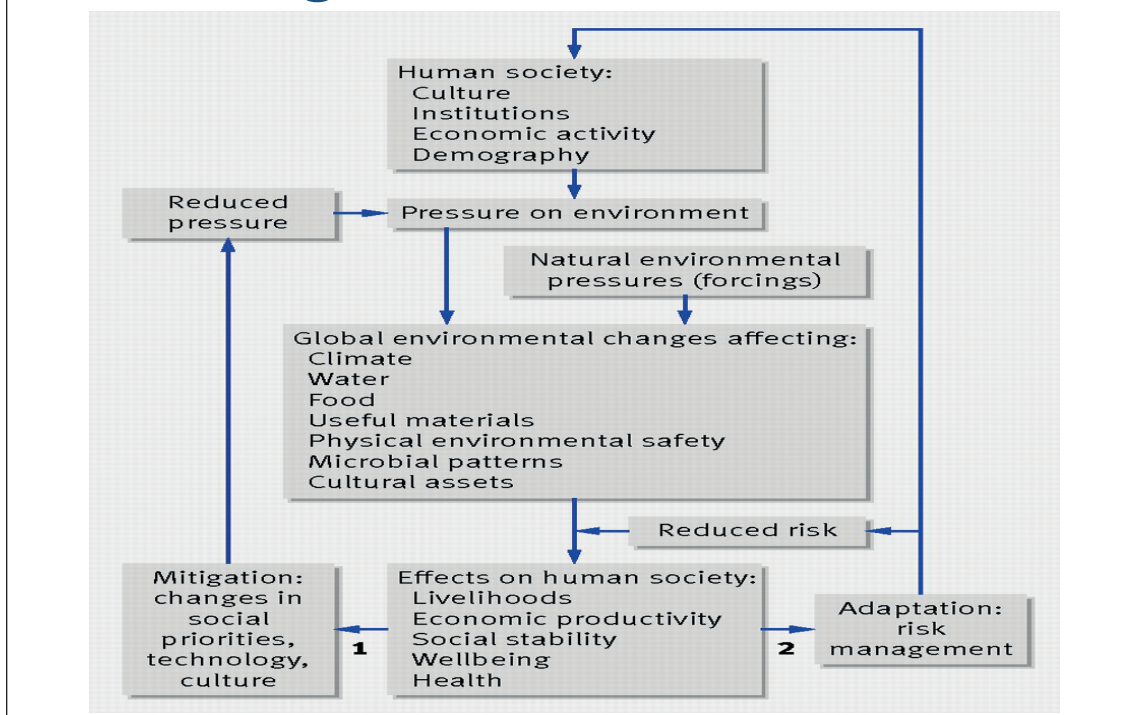 Human society:
Culture
Institutions
Economic activity
Demography
Reduced
pressure
Pressure on environment
Natural environmental
pressures (forcings)
Global environmental changes affecting:
Climate
Water
Food
Useful materials
Physical environmental safety
Microbial patterns
Cultural assets
Reduced risk
Mitigation:
changes in
social
priorities,
technology,
culture
1
Effects on human society:
Livelihoods
Economic productivity
Social stability
Wellbeing
Health
2
Adaptation:
risk
management